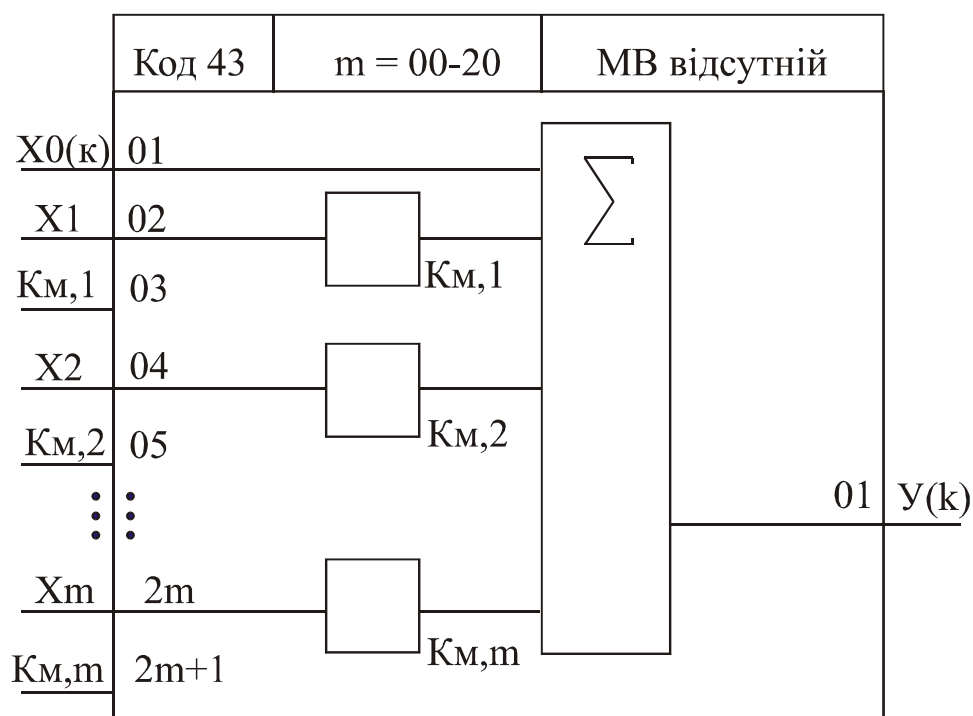 Код 43 m = 00-20 МВ відсутній
X0(к) 01
X1 02
Км,1 03 Км,1
X2 04
Км,2 05 Км,2
01 У(k)
Xm 2m
Км,m 2m+1 Км,m